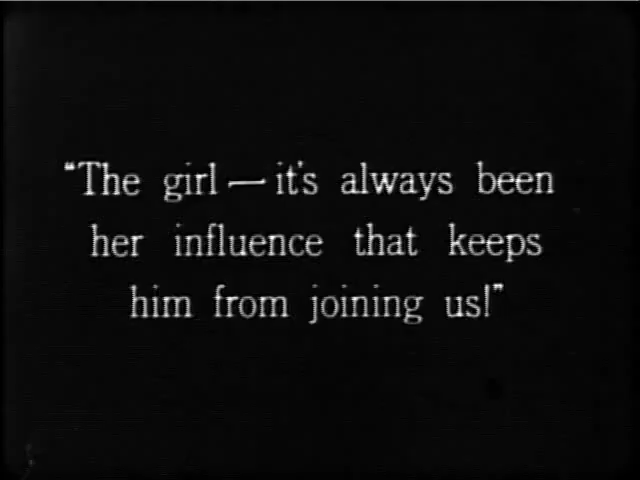 "The girl — it's always been
her influence that keeps
him from joining us!"